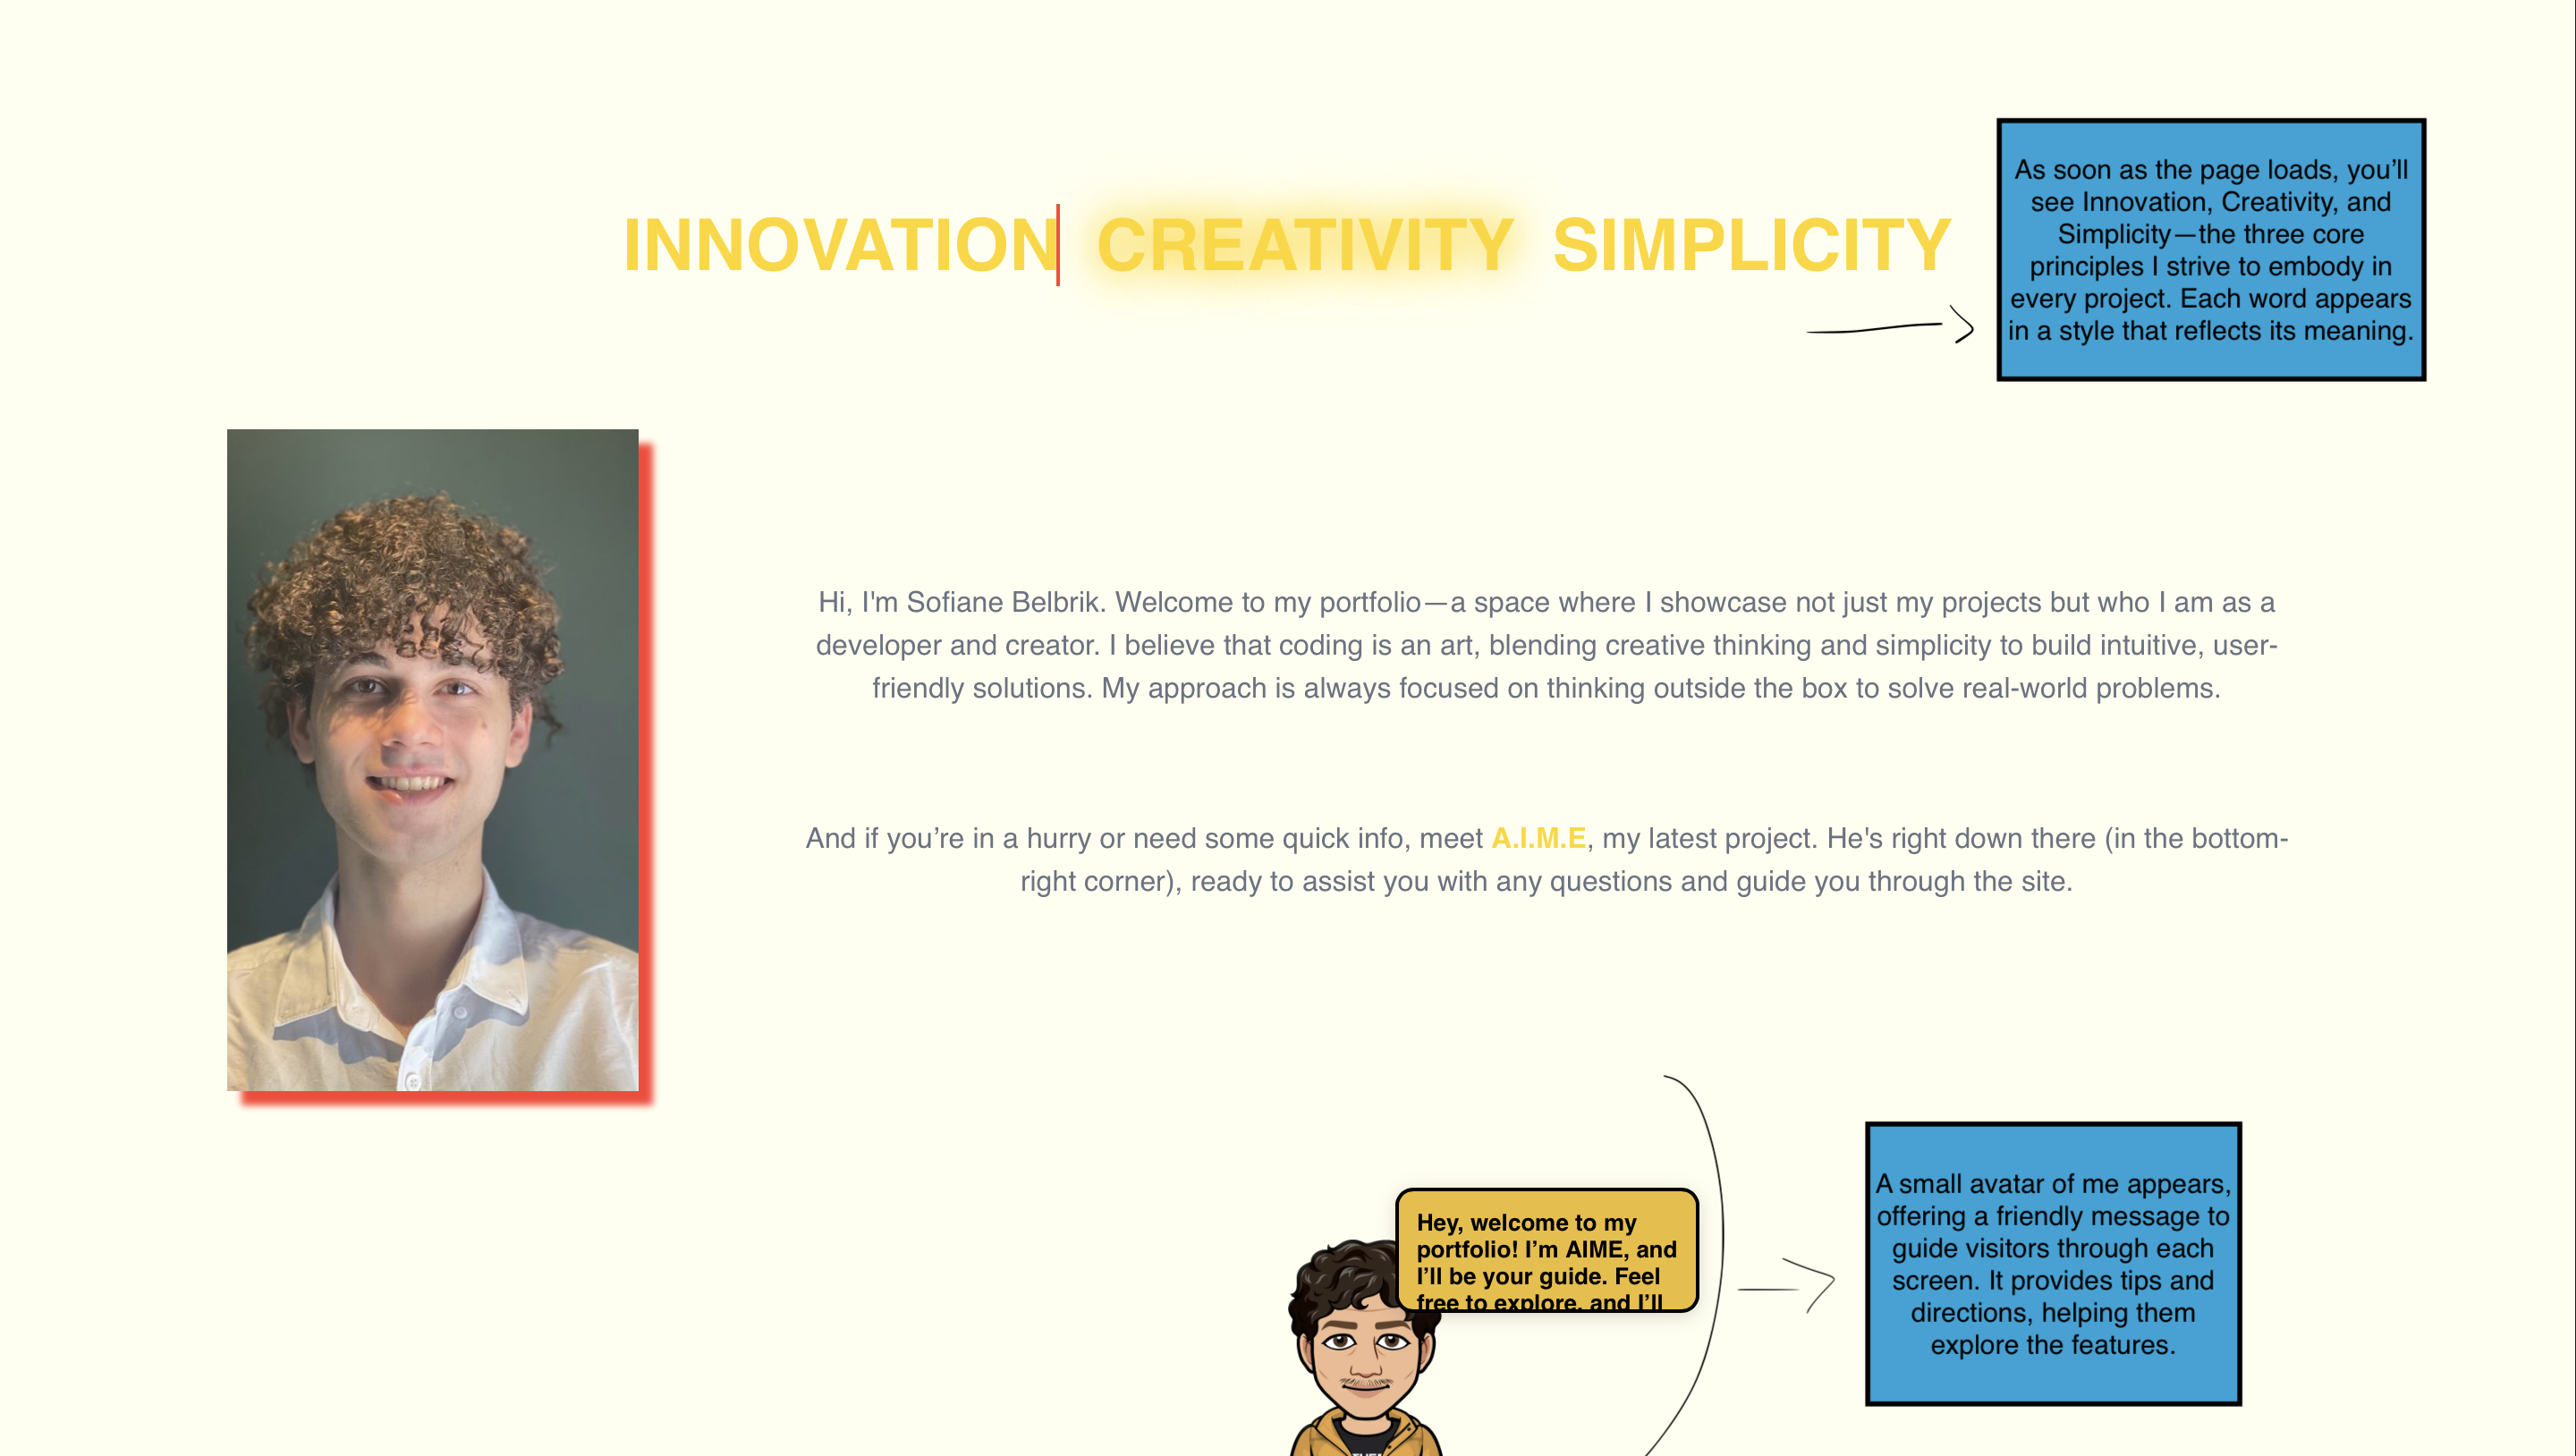 INNOVATION CREATIVITY SIMPLICITY
As soon as the page loads, you’ll
see Innovation, Creativity, and
Simplicity—the three core
principles I strive to embody in
every project. Each word appears
in a style that reflects its meaning.
Hi, I'm Sofiane Belbrik. Welcome to my portfolio—a space where I showcase not just my projects but who I am as a
developer and creator. I believe that coding is an art, blending creative thinking and simplicity to build intuitive, user-
friendly solutions. My approach is always focused on thinking outside the box to solve real-world problems.
And if you’re in a hurry or need some quick info, meet A.I.M.E, my latest project. He's right down there (in the bottom-
right corner), ready to assist you with any questions and guide you through the site.
Hey, welcome to my
portfolio! I’m AIME, and
I’ll be your guide. Feel
free to explore, and I’ll
A small avatar of me appears,
offering a friendly message to
guide visitors through each
screen. It provides tips and
directions, helping them
explore the features.